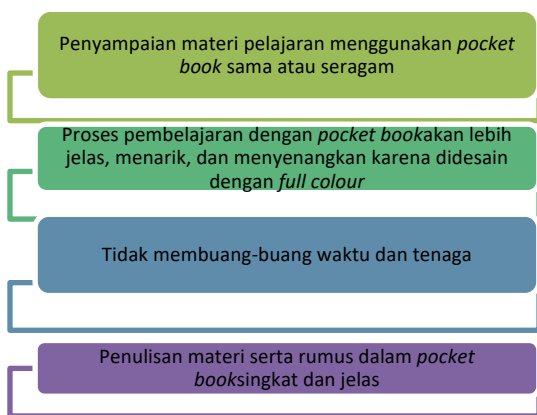 Penyampaian materi pelajaran menggunakan pocket
book sama atau seragam
Proses pembelajaran dengan pocket bookakan lebih
jelas, menarik, dan menyenangkan karena didesain
dengan full colour
Tidak membuang-buang waktu dan tenaga
Penulisan materi serta rumus dalam pocket
booksingkat dan jelas